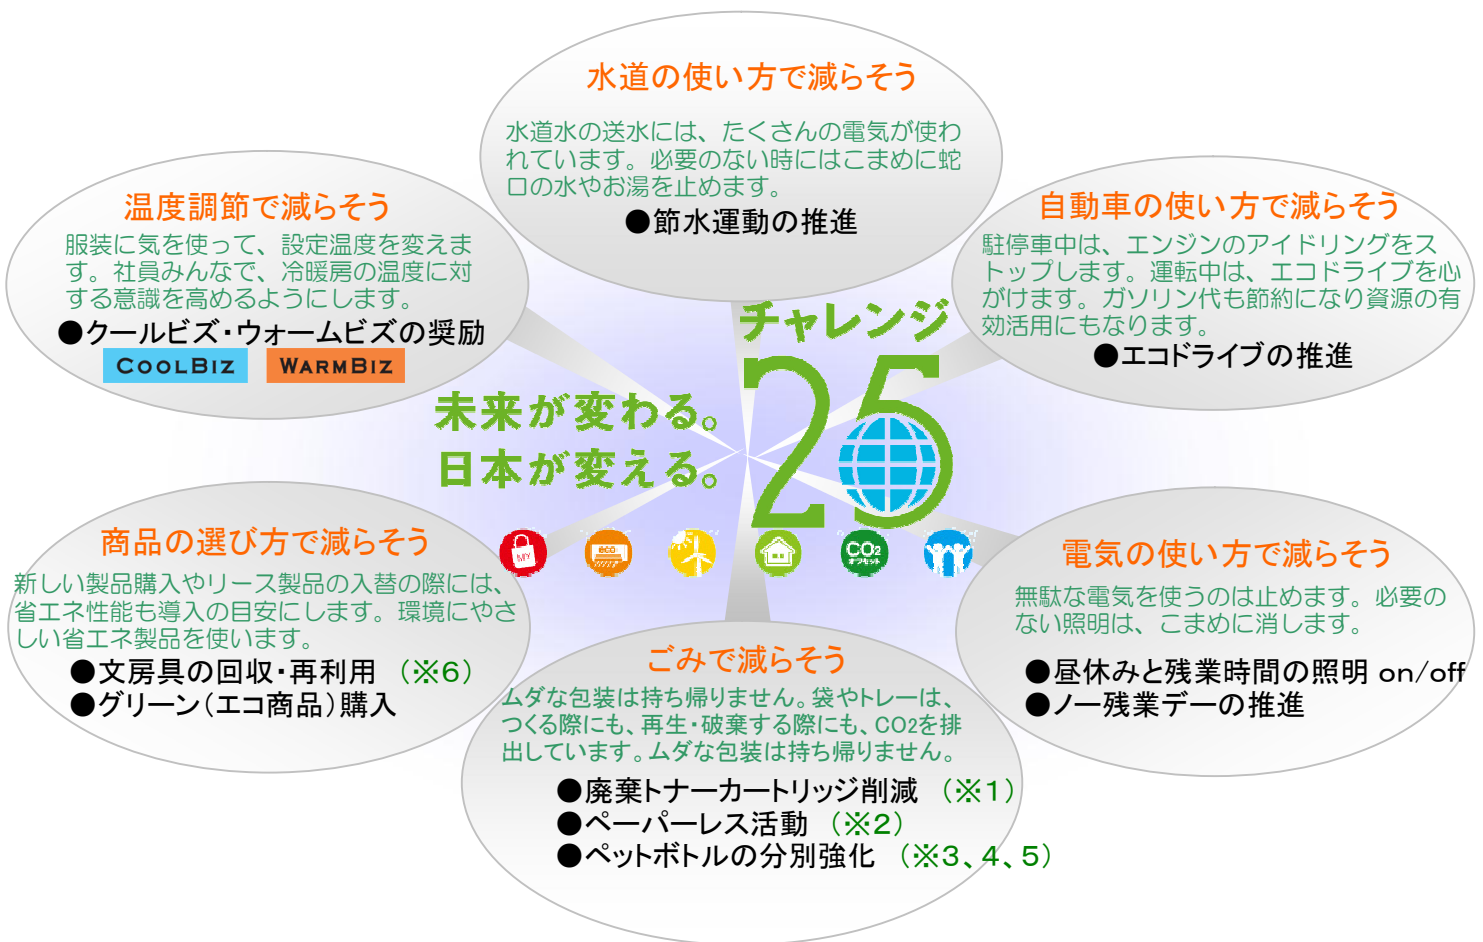 水道の使い方で減らそう
水道水の送水には、たくさんの電気が使わ
れています。必要のない時にはこまめに蛇
口の水やお湯を止めます。
●節水運動の推進
温度調節で減らそう
服装に気を使って、設定温度を変えま
す。社員みんなで、冷暖房の温度に対
する意識を高めるようにします。
●クールビズ・ウォームビズの奨励
COOLBIZ WARMBIZ
自動車の使い方で減らそう
駐停車中は、エンジンのアイドリングをス
トップします。運転中は、エコドライブを心
がけます。ガソリン代も節約になり資源の有
効活用にもなります。
●エコドライブの推進
チャレンジ
25
未来が変わる。
日本が変える。
MY
eco
CO2
オフセット
商品の選び方で減らそう
新しい製品購入やリース製品の入替の際には、
省エネ性能も導入の目安にします。環境にやさ
しい省エネ製品を使います。
●文房具の回収・再利用 (※6)
●グリーン(エコ商品)購入
電気の使い方で減らそう
無駄な電気を使うのは止めます。必要の
ない照明は、こまめに消します。
●昼休みと残業時間の照明 on/off
●ノー残業デーの推進
ごみで減らそう
ムダな包装は持ち帰りません。袋やトレーは、
つくる際にも、再生・破棄する際にも、CO2を排
出しています。ムダな包装は持ち帰りません。
●廃棄トナーカートリッジ削減 (※1)
●ペーパーレス活動 (※2)
●ペットボトルの分別強化 (※3、4、5)